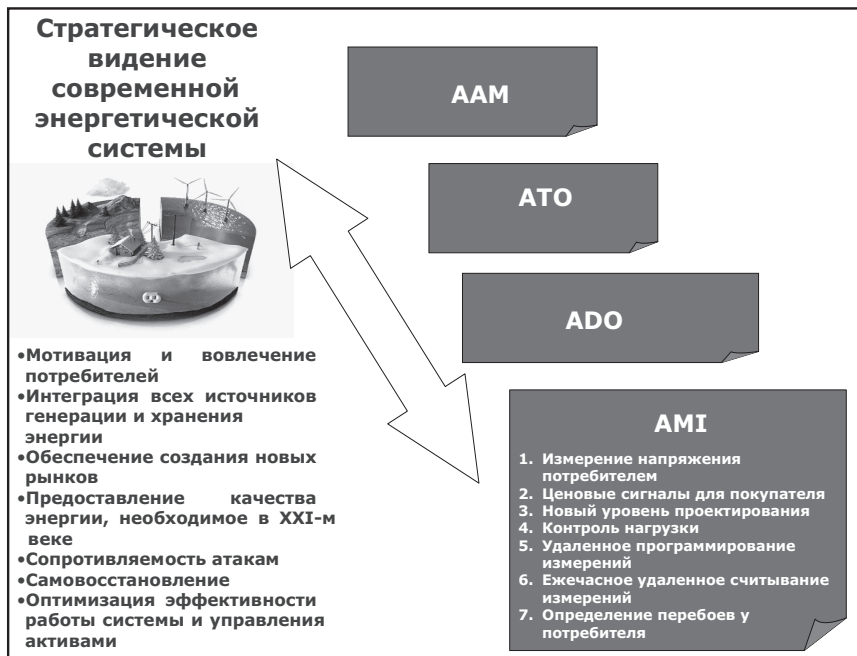 Стратегическое
видение
современной
энергетической
системы
•Мотивация и вовлечение
потребителей
•Интеграция всех источников
генерации и хранения
энергии
•Обеспечение создания новых
рынков
•Предоставление качества
энергии, необходимое в XXI-м
веке
•Сопротивляемость атакам
•Самовосстановление
•Оптимизация эффективности
работы системы и управления
активами
AAM
ATO
ADO
AMI
1. Измерение напряжения
потребителем
2. Ценовые сигналы для покупателя
3. Новый уровень проектирования
4. Контроль нагрузки
5. Удаленное программирование
измерений
6. Ежечасное удаленное считывание
измерений
7. Определение перебоев у
потребителя